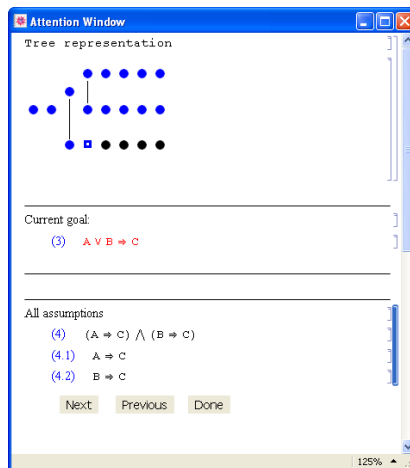 Attention Window
Tree representation
Current goal:
(3) A ∨ B ⇒ C
All assumptions
(4) (A ⇒ C) ⋀ (B ⇒ C)
(4.1) A ⇒ C
(4.2) B ⇒ C
Next Previous Done
125%